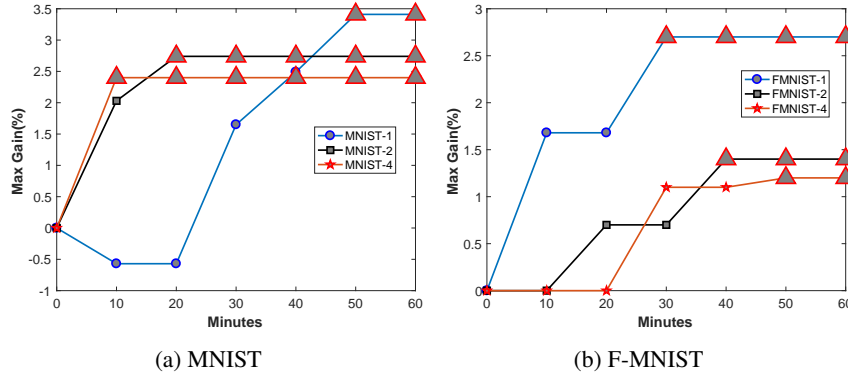 3.5
3
2.5
2
1.5
1
0.5
0
-0.5
-1
Max Gain(%)
0 10 20 30 40 50 60
Minutes
MNIST-1
MNIST-2
MNIST-4
(a) MNIST
3
2.5
2
1.5
1
0.5
0
Max Gain(%)
0 10 20 30 40 50 60
Minutes
FMNIST-1
FMNIST-2
FMNIST-4
(b) F-MNIST